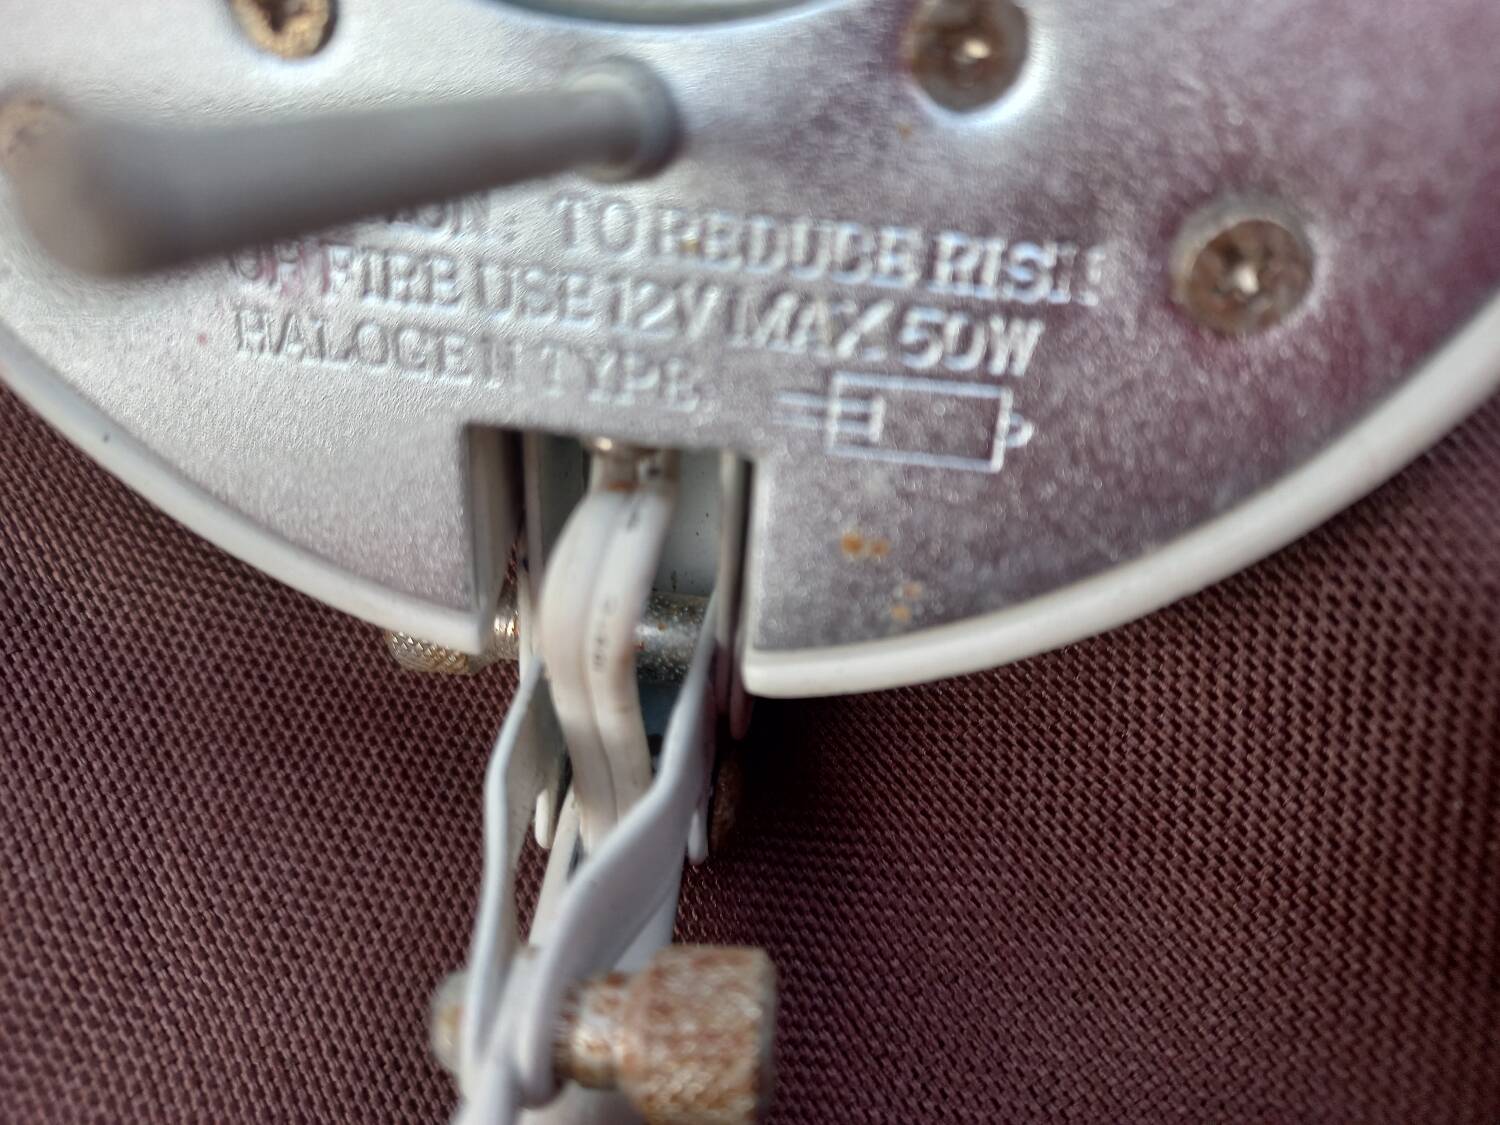 TO REDUCE RISK
OF FIRE USE 12V MAX 50W
HALOGEN TYPE